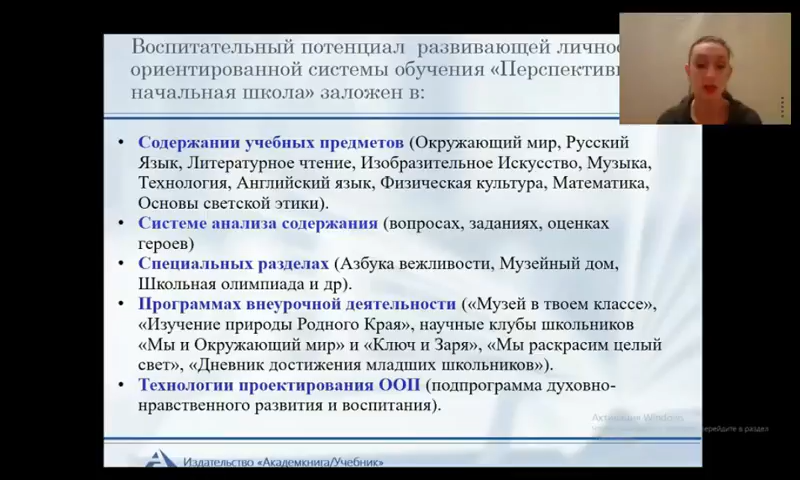 Воспитательный потенциал развивающей личнос
ориентированной системы обучения «Перспектив
начальная школа» заложен в:
• Содержании учебных предметов (Окружающий мир, Русский
Язык, Литературное чтение, Изобразительное Искусство, Музыка,
Технология, Английский язык, Физическая культура, Математика,
Основы светской этики).
• Системе анализа содержания (вопросах, заданиях, оценках
героев)
• Специальных разделах (Азбука вежливости, Музейный дом,
Школьная олимпиада и др).
• Программах внеурочной деятельности («Музей в твоем классе»,
«Изучение природы Родного Края», научные клубы школьников
«Мы и Окружающий мир» и «Ключ и Заря», «Мы раскрасим целый
свет», «Дневник достижения младших школьников»).
• Технологии проектирования ООП (подпрограмма духовно-
нравственного развития и воспитания).
Активация Windows
перейдите в раздел
Издательство «Академкнига/Учебник»